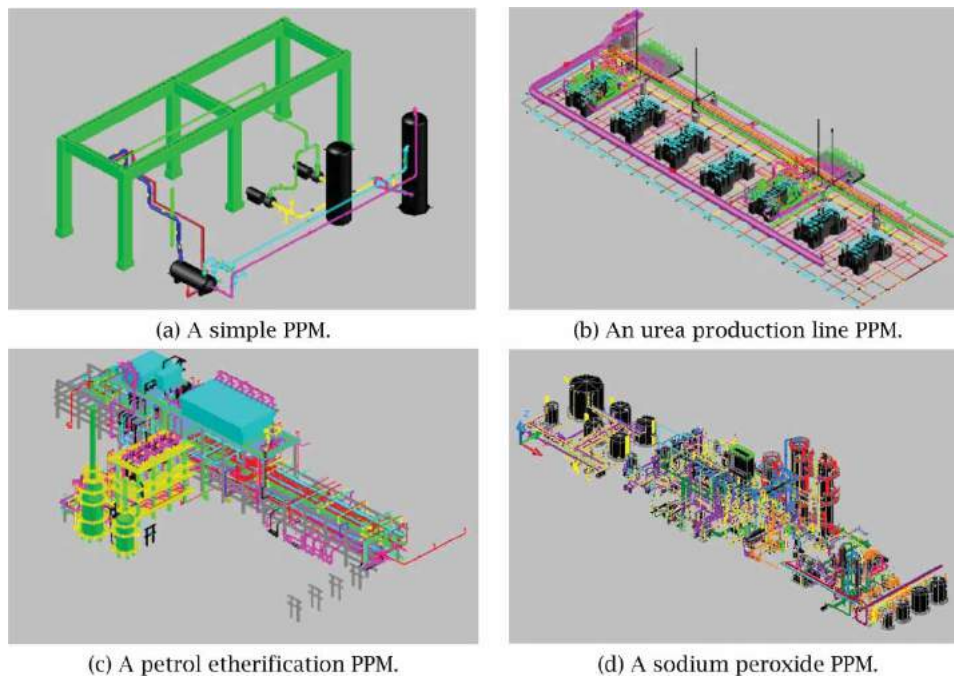 (a) A simple PPM.
(b) An urea production line PPM.
(c) A petrol etherification PPM.
Z
(d) A sodium peroxide PPM.